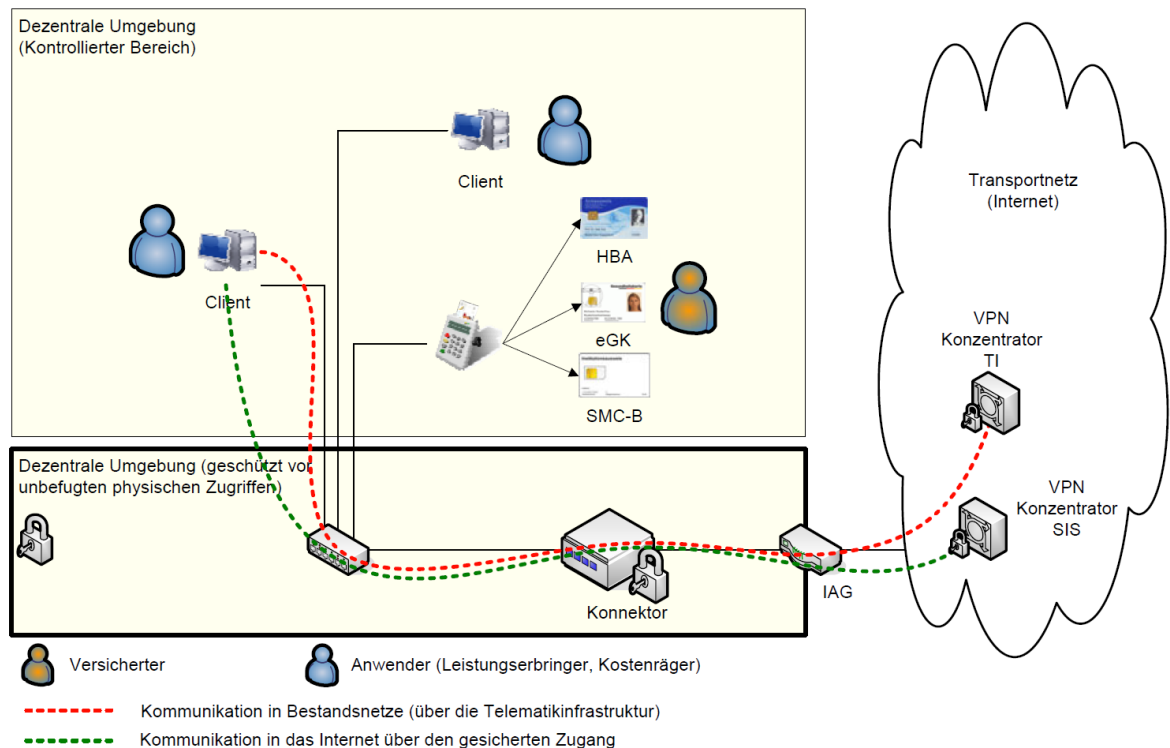 Dezentrale Umgebung
(Kontrollierter Bereich)
Client
Client
HBA
eGK
SMC-B
Transportnetz
(Internet)
VPN
Konzentrator
TI
VPN
Konzentrator
SIS
Dezentrale Umgebung (geschützt vor
unbefugten physischen Zugriffen)
Konnektor
IAG
Versicherter
Anwender (Leistungserbringer, Kostenräger)
Kommunikation in Bestandsnetze (über die Telematikinfrastruktur)
Kommunikation in das Internet über den gesicherten Zugang